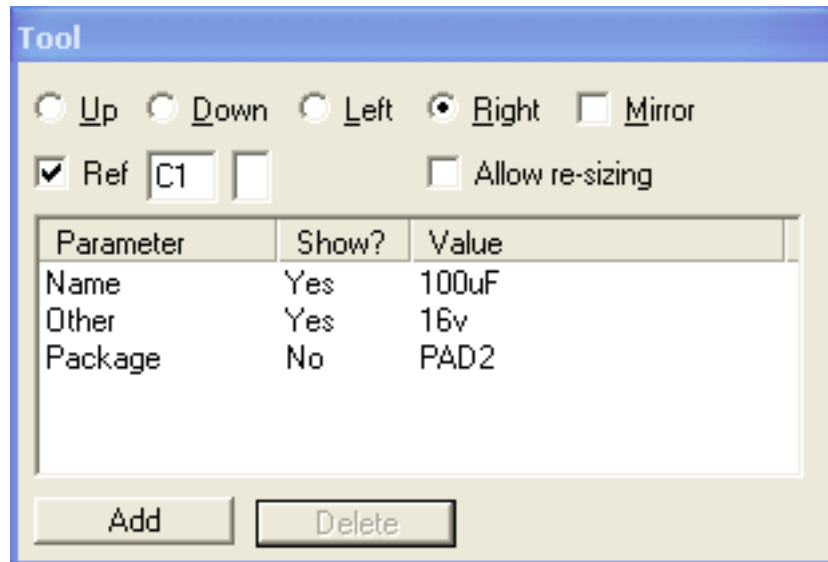 Tool
Up Down Left Right Mirror
Ref C1 Allow re-sizing
Parameter Show? Value
Name Yes 100uF
Other Yes 16v
Package No PAD2
Add Delete